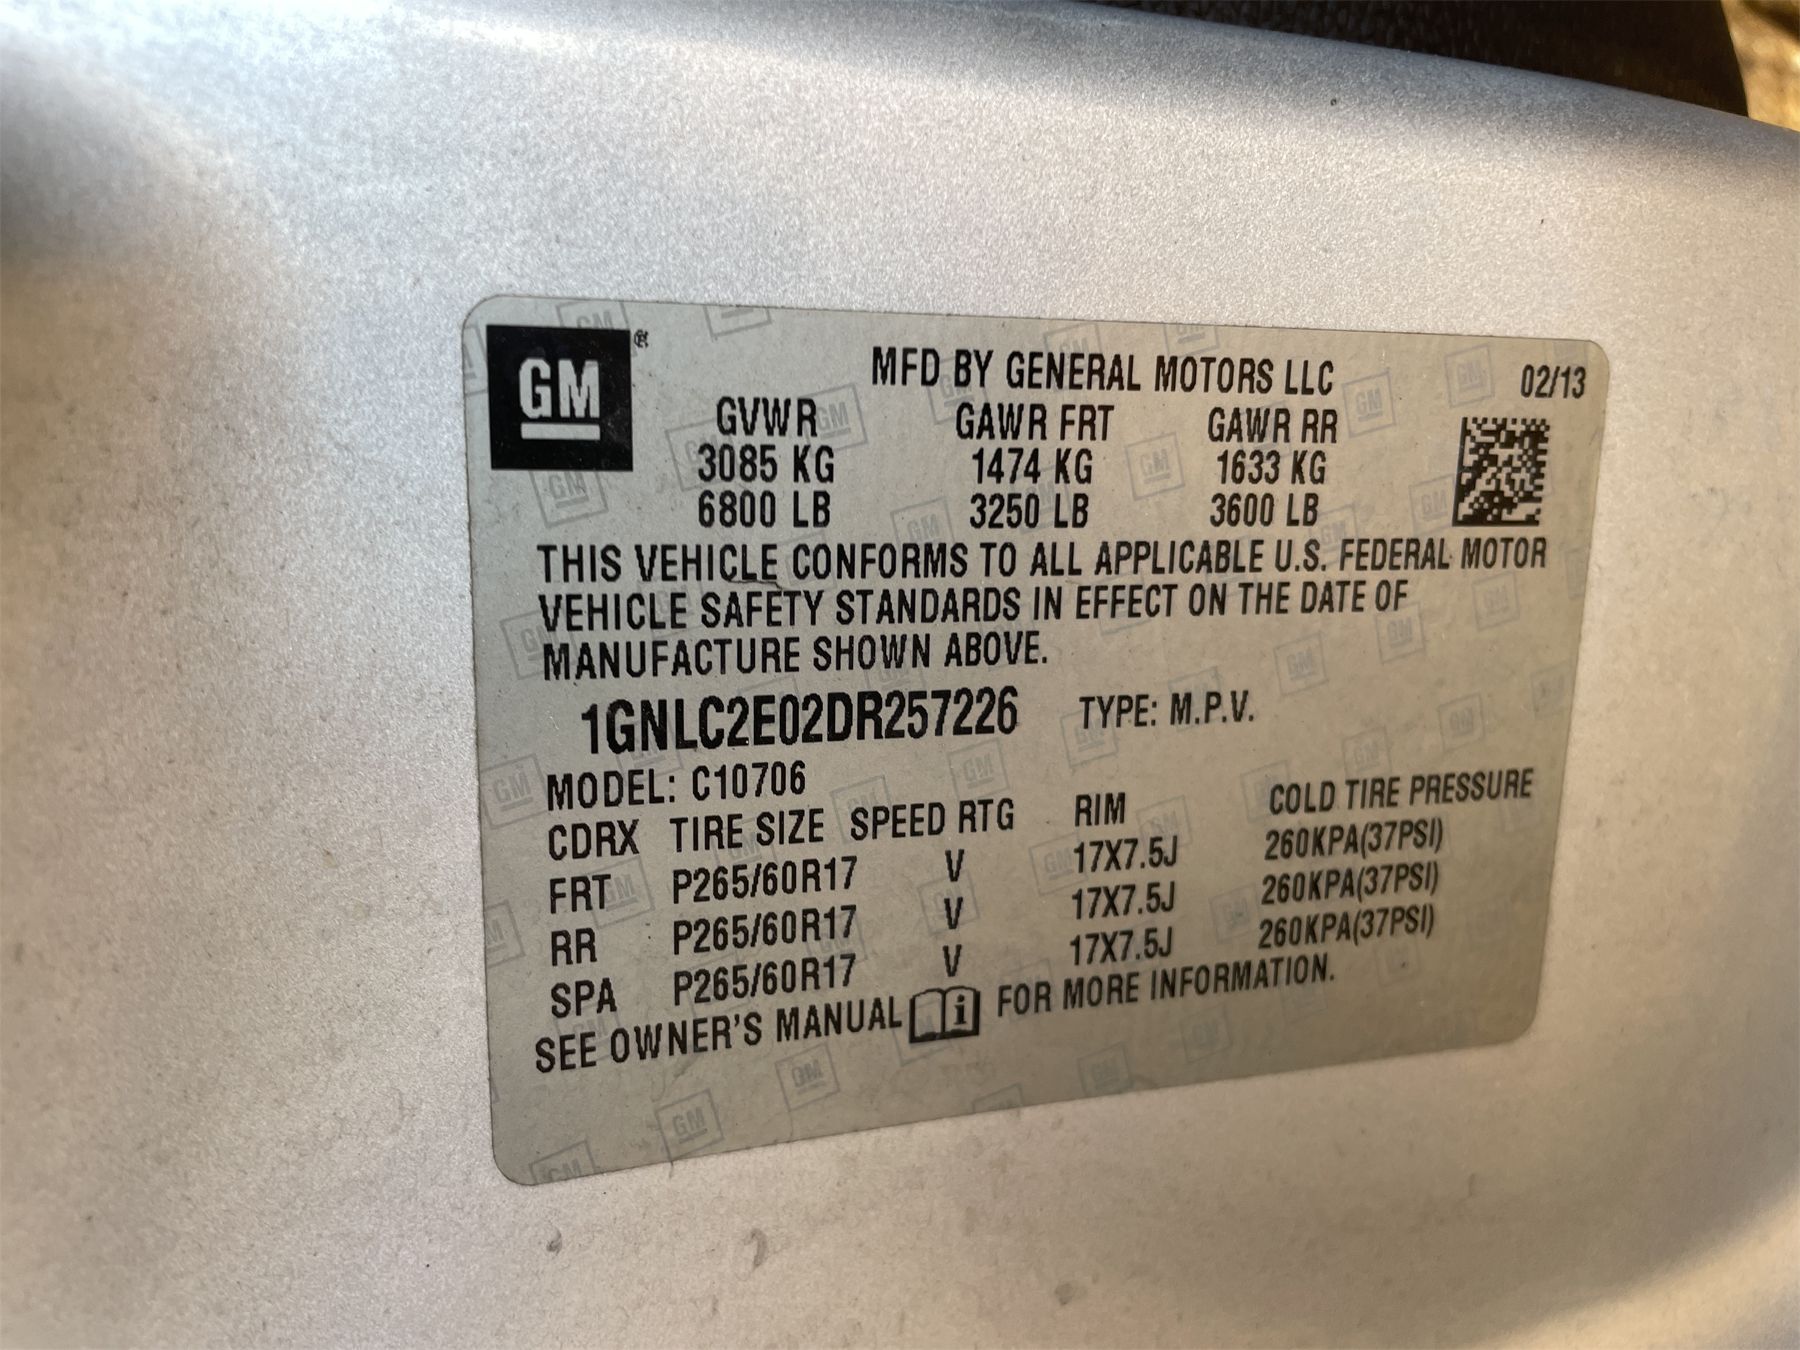 GM ®
MFD BY GENERAL MOTORS LLC 02/13
GVWR GAWR FRT GAWR RR
3085 KG 1474 KG 1633 KG
6800 LB 3250 LB 3600 LB
THIS VEHICLE CONFORMS TO ALL APPLICABLE U.S. FEDERAL MOTOR
VEHICLE SAFETY STANDARDS IN EFFECT ON THE DATE OF
MANUFACTURE SHOWN ABOVE.
1GNLC2E02DR257226 TYPE: M.P.V.
MODEL: C10706
CDRX TIRE SIZE SPEED RTG RIM COLD TIRE PRESSURE
FRT P265/60R17 V 17X7.5J 260KPA(37PSI)
RR P265/60R17 V 17X7.5J 260KPA(37PSI)
SPA P265/60R17 V 17X7.5J 260KPA(37PSI)
SEE OWNER'S MANUAL i FOR MORE INFORMATION.